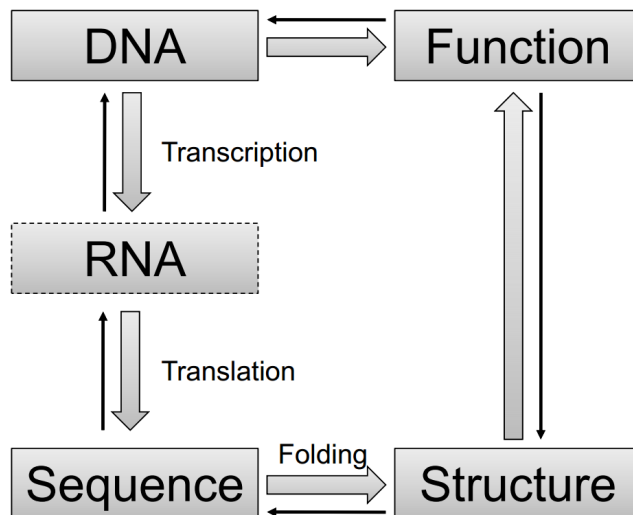 DNA
Function
Transcription
RNA
Translation
Folding
Sequence
Structure